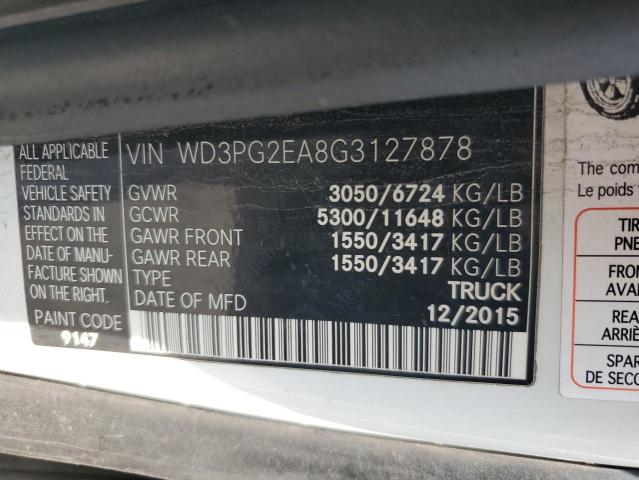 ALL APPLICABLE
FEDERAL
VEHICLE SAFETY
STANDARDS IN
EFFECT ON THE
DATE OF MANU-
FACTURE SHOWN
ON THE RIGHT.
PAINT CODE
9147
VIN WD3PG2EA8G3127878
GVWR 3050/6724 KG/LB
GCWR 5300/11648 KG/LB
GAWR FRONT 1550/3417 KG/LB
GAWR REAR 1550/3417 KG/LB
TYPE TRUCK
DATE OF MFD 12/2015
The com
Le poids
TIR
PNE
FRON
AVAN
REA
ARRIÈ
SPAR
DE SECO